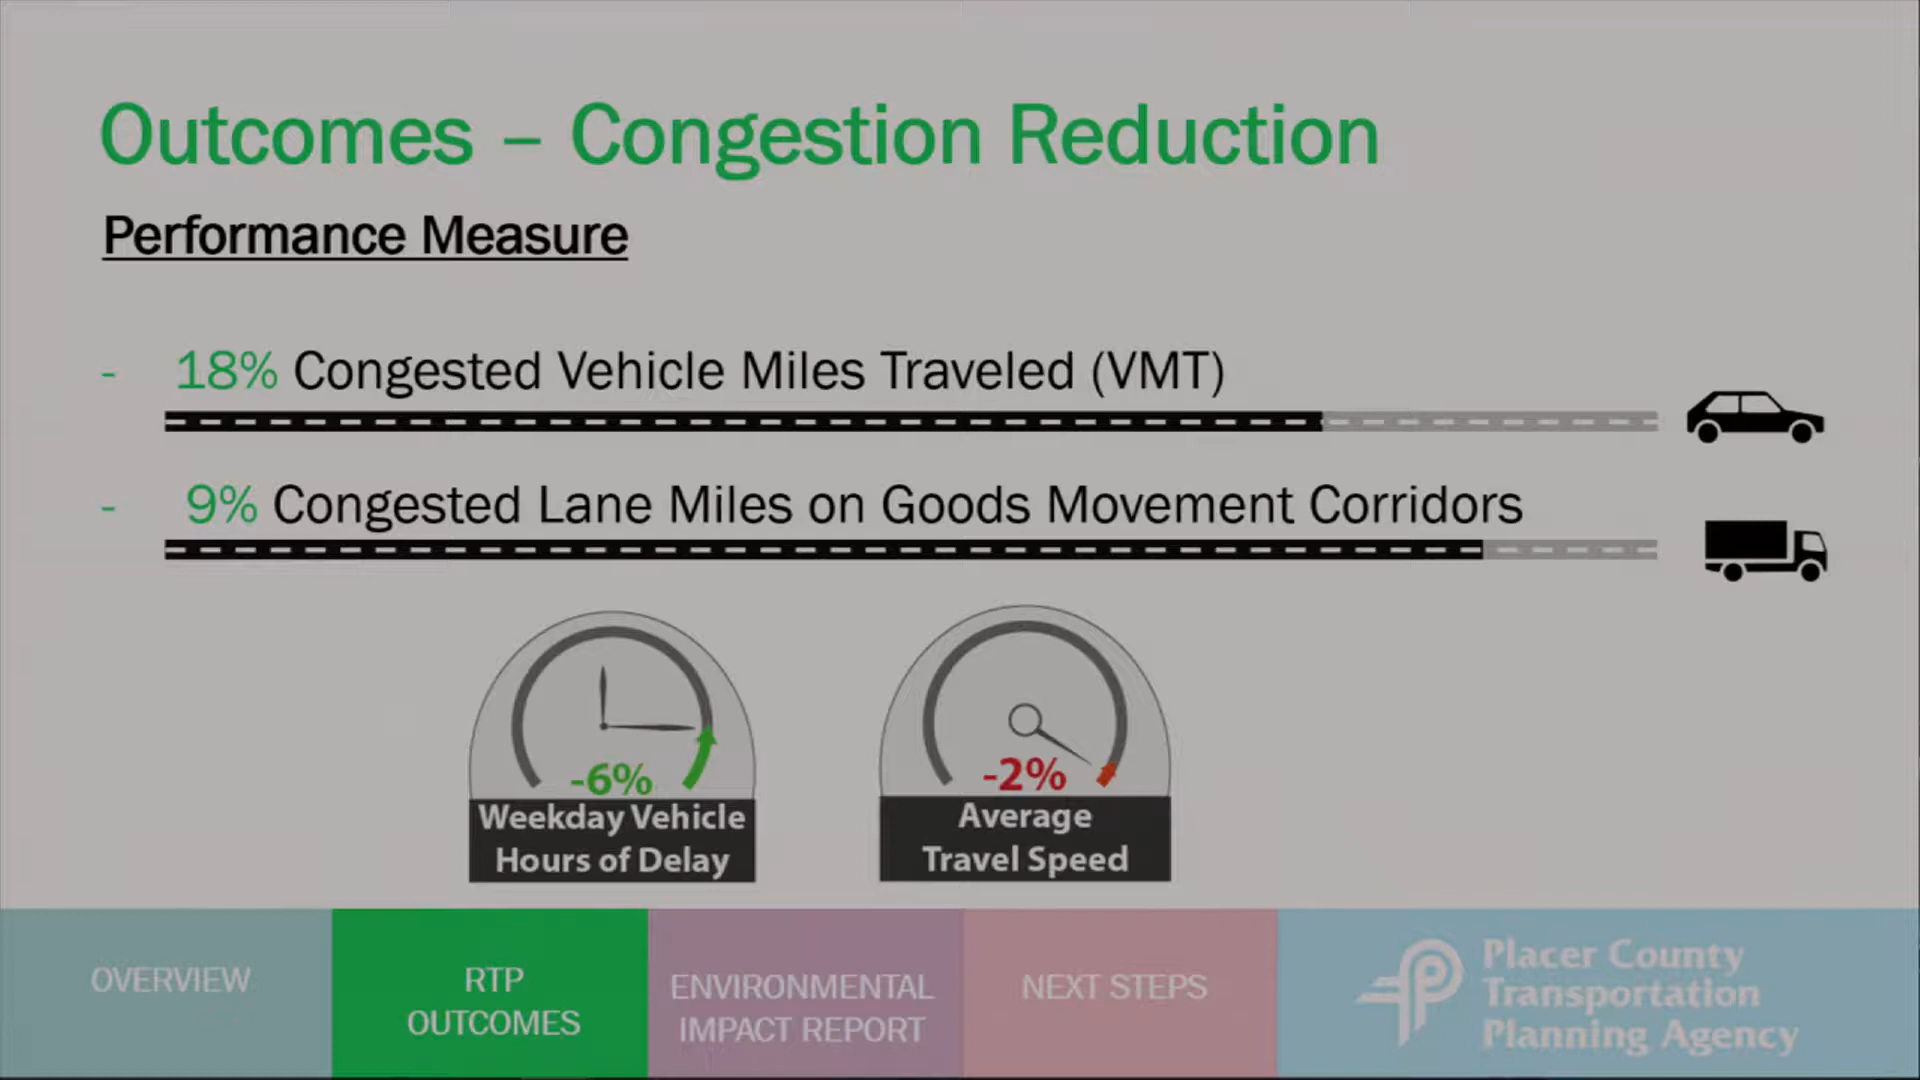 Outcomes – Congestion Reduction
Performance Measure
- 18% Congested Vehicle Miles Traveled (VMT)
- 9% Congested Lane Miles on Goods Movement Corridors
-6%
Weekday Vehicle
Hours of Delay
-2%
Average
Travel Speed
OVERVIEW
RTP
OUTCOMES
ENVIRONMENTAL
IMPACT REPORT
NEXT STEPS
Placer County
Transportation
Planning Agency